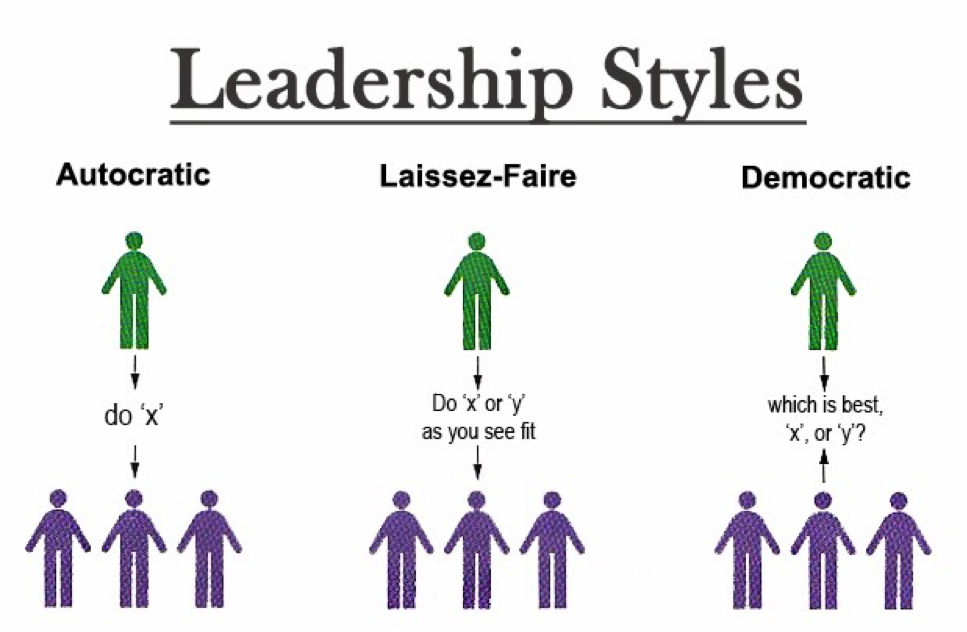 Leadership Styles
Autocratic
Laissez-Faire
Democratic
do ‘x’
Do ‘x’ or ‘y’
as you see fit
which is best,
‘x’, or ‘y’?